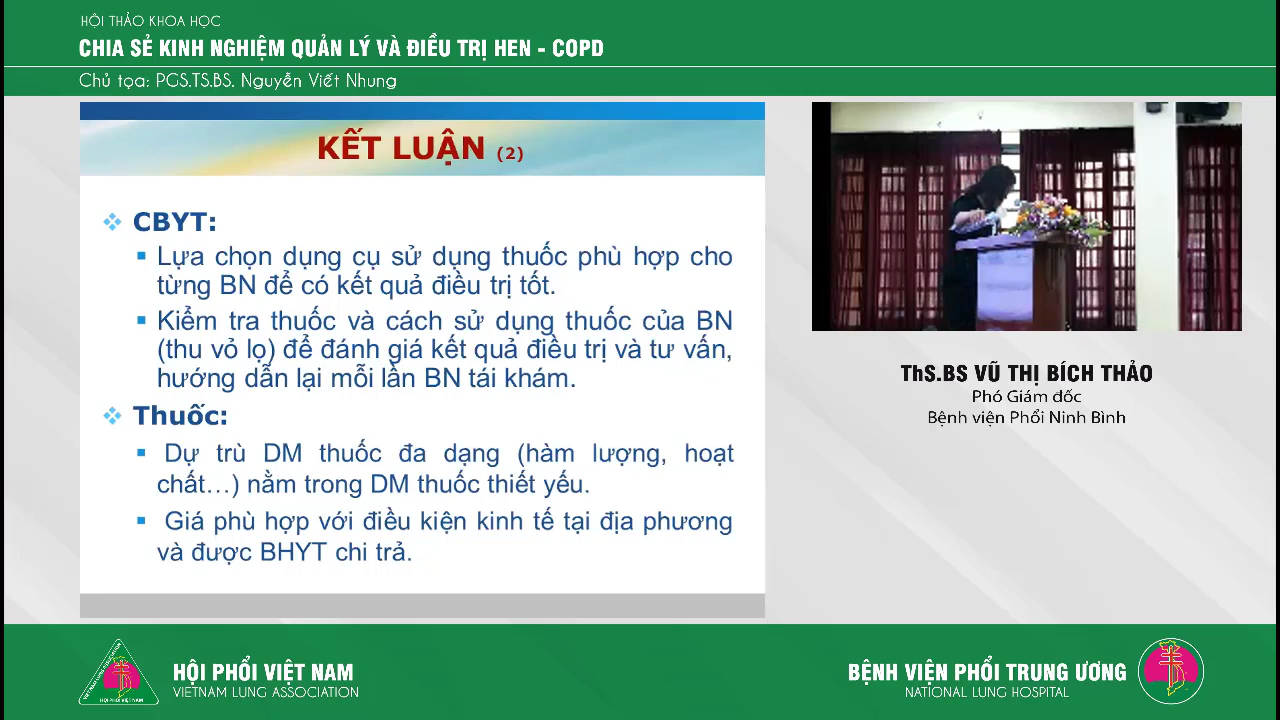 HỘI THẢO KHOA HỌC
CHIA SẺ KINH NGHIỆM QUẢN LÝ VÀ ĐIỀU TRỊ HEN - COPD
Chủ tọa: PGS.TS.BS. Nguyễn Viết Nhung
KẾT LUẬN (2)
CBYT:
Lựa chọn dụng cụ sử dụng thuốc phù hợp cho
từng BN để có kết quả điều trị tốt.
Kiểm tra thuốc và cách sử dụng thuốc của BN
(thu vỏ lọ) để đánh giá kết quả điều trị và tư vấn,
hướng dẫn lại mỗi lần BN tái khám.
Thuốc:
Dự trù DM thuốc đa dạng (hàm lượng, hoạt
chất...) nằm trong DM thuốc thiết yếu.
Giá phù hợp với điều kiện kinh tế tại địa phương
và được BHYT chi trả.
ThS.BS VŨ THỊ BÍCH THẢO
Phó Giám đốc
Bệnh viện Phổi Ninh Bình
VIETNAM LUNG ASSOCIATION
HỘI PHỔI VIỆT NAM
HỘI PHỔI VIỆT NAM
VIETNAM LUNG ASSOCIATION
BỆNH VIỆN PHỔI TRUNG ƯƠNG
NATIONAL LUNG HOSPITAL